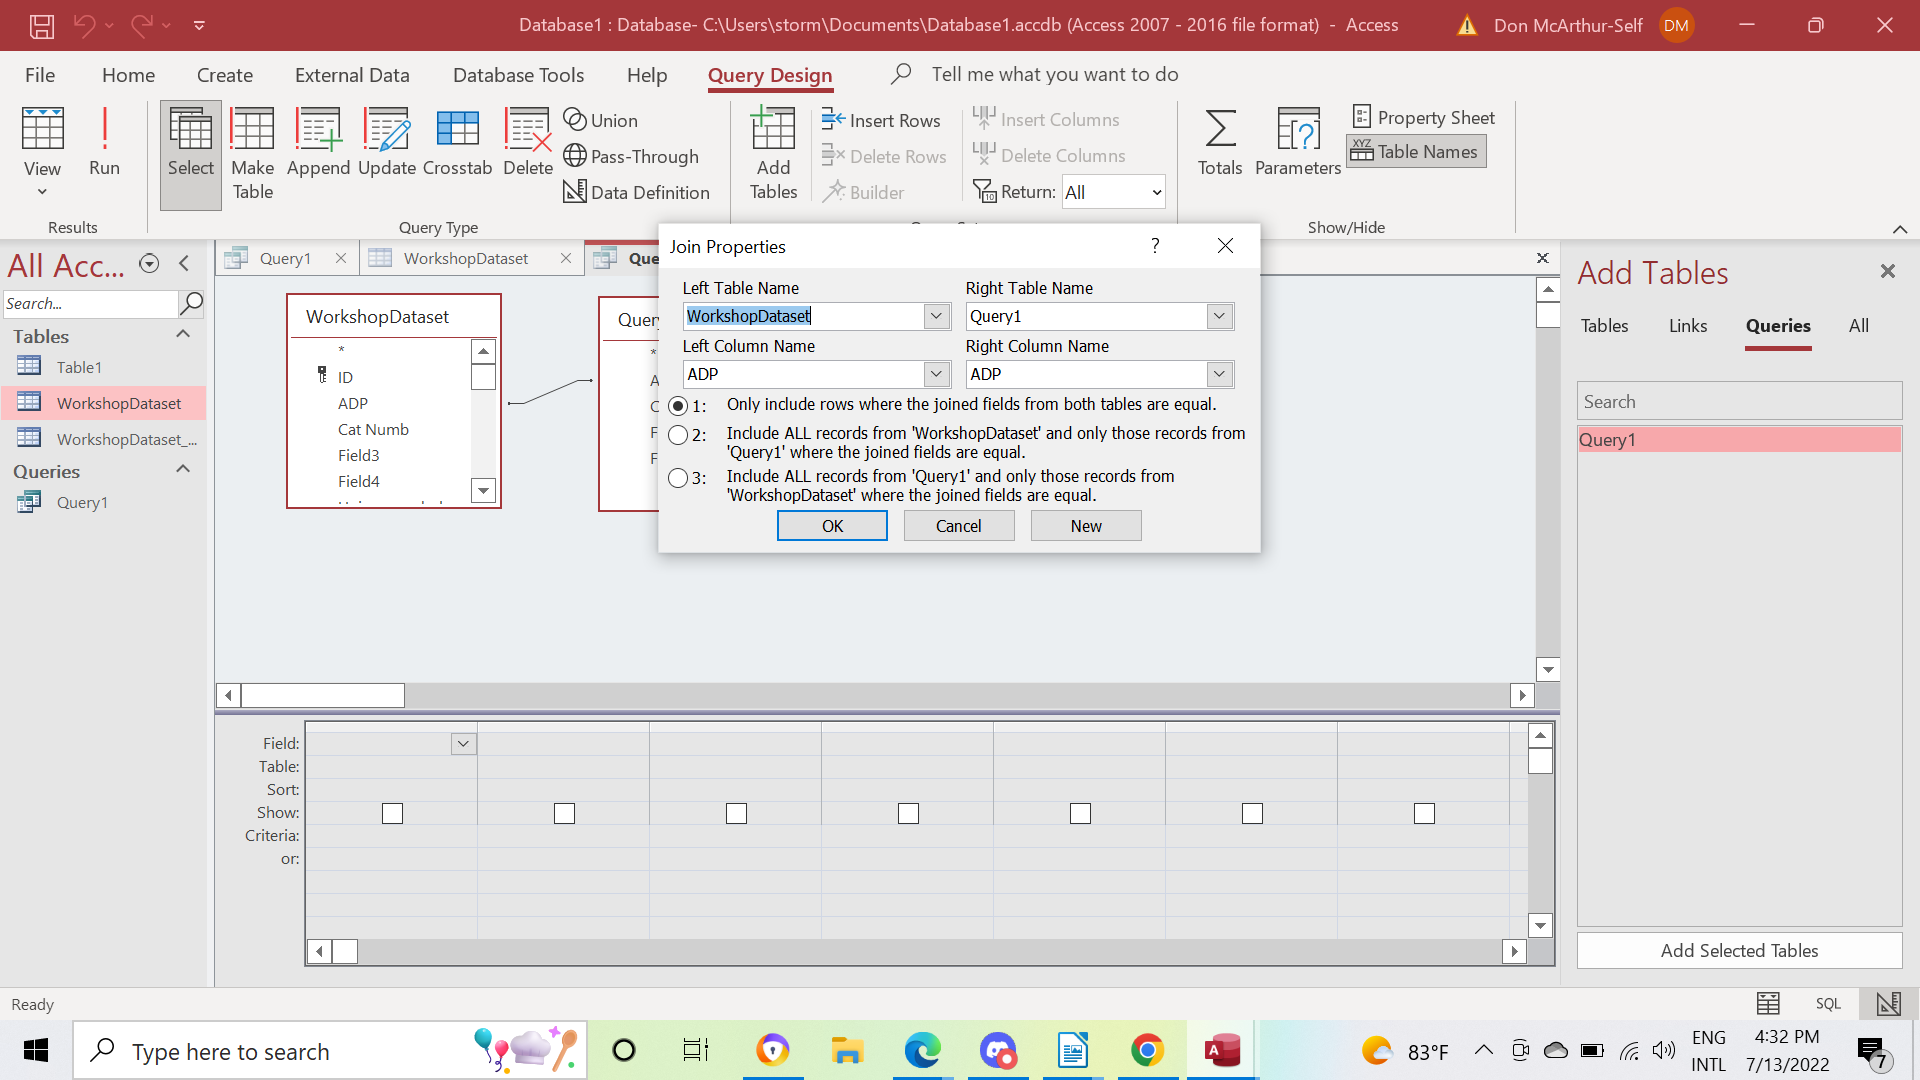 Database1 : Database- C:\Users\storm\Documents\Database1.accdb (Access 2007 - 2016 file format) - Access
Don McArthur-Self
DM
File
Home
Create
External Data
Database Tools
Help
Query Design
Tell me what you want to do
View
Run
Select
Make Table
Append
Update
Crosstab
Delete
Union
Pass-Through
Data Definition
Add Tables
Insert Rows
Delete Rows
Builder
Insert Columns
Delete Columns
Return: All
Totals
Parameters
Property Sheet
XYZ
Table Names
Results
Query Type
Show/Hide
All Acc...
Search...
Tables
Table1
WorkshopDataset
WorkshopDataset_...
Queries
Query1
Query1
WorkshopDataset
Que
WorkshopDataset
*
ID
ADP
Cat Numb
Field3
Field4
Query
*
A
C
F
F
Join Properties
?
Left Table Name
Right Table Name
WorkshopDataset
Query1
Left Column Name
Right Column Name
ADP
ADP
1: Only include rows where the joined fields from both tables are equal.
2: Include ALL records from 'WorkshopDataset' and only those records from
'Query1' where the joined fields are equal.
3: Include ALL records from 'Query1' and only those records from
'WorkshopDataset' where the joined fields are equal.
OK
Cancel
New
Field:
Table:
Sort:
Show:
Criteria:
or:
Add Tables
Tables
Links
Queries
All
Search
Query1
Add Selected Tables
Ready
SQL
Type here to search
83°F
ENG
INTL
4:32 PM
7/13/2022
7